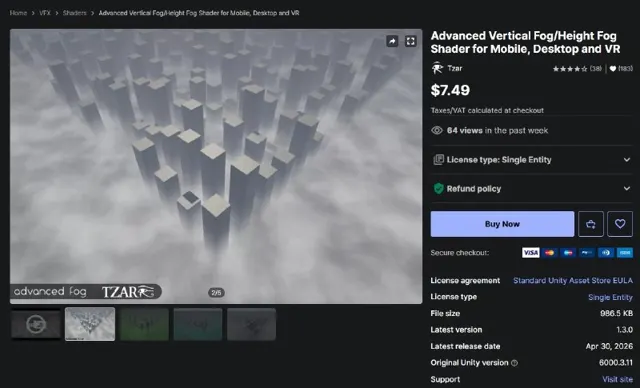 Home > VFX > Shaders > Advanced Vertical Fog/Height Fog Shader for Mobile, Desktop and VR
Advanced Vertical Fog/Height Fog
Shader for Mobile, Desktop and VR
Tzar
(38) | (183)
$7.49
Taxes/VAT calculated at checkout
64 views in the past week
License type: Single Entity
Refund policy
Buy Now
Secure checkout:
VISA
License agreement Standard Unity Asset Store EULA
License type Single Entity
File size 986.5 KB
Latest version 1.3.0
Latest release date Apr 30, 2026
Original Unity version 6000.3.11
Support Visit site
advanced fog TZAR
2/5